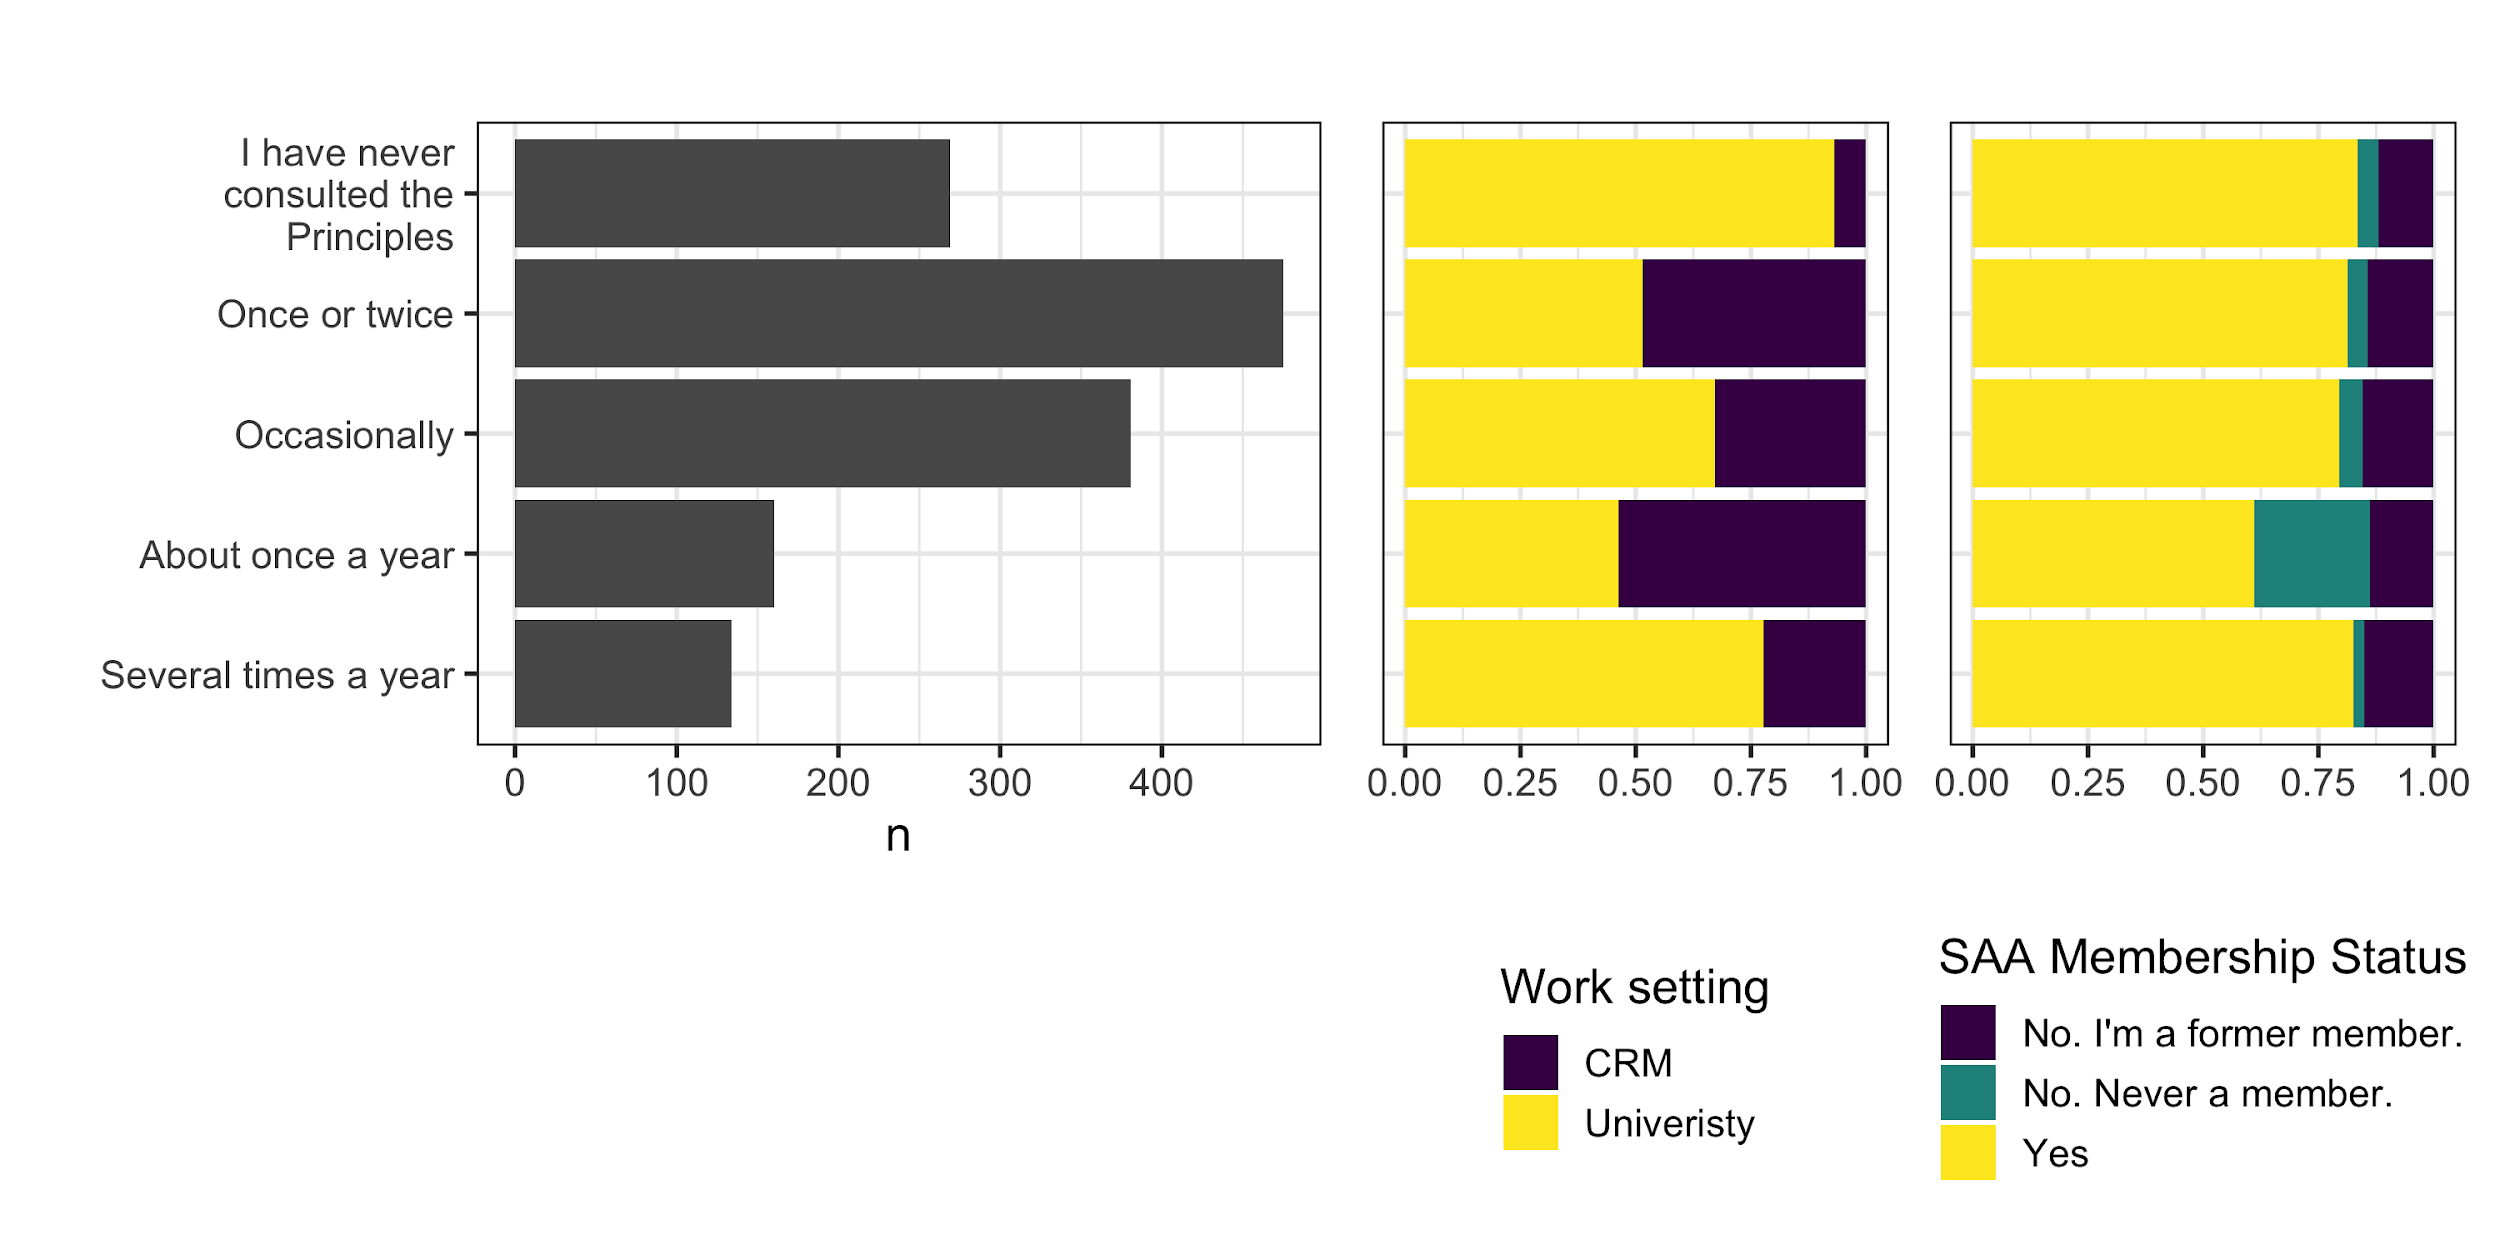 I have never
consulted the
Principles
Once or twice
Occasionally
About once a year
Several times a year
0 100 200 300 400
n
0.00 0.25 0.50 0.75 1.00
0.00 0.25 0.50 0.75 1.00
Work setting
CRM
Univeristy
SAA Membership Status
No. I'm a former member.
No. Never a member.
Yes